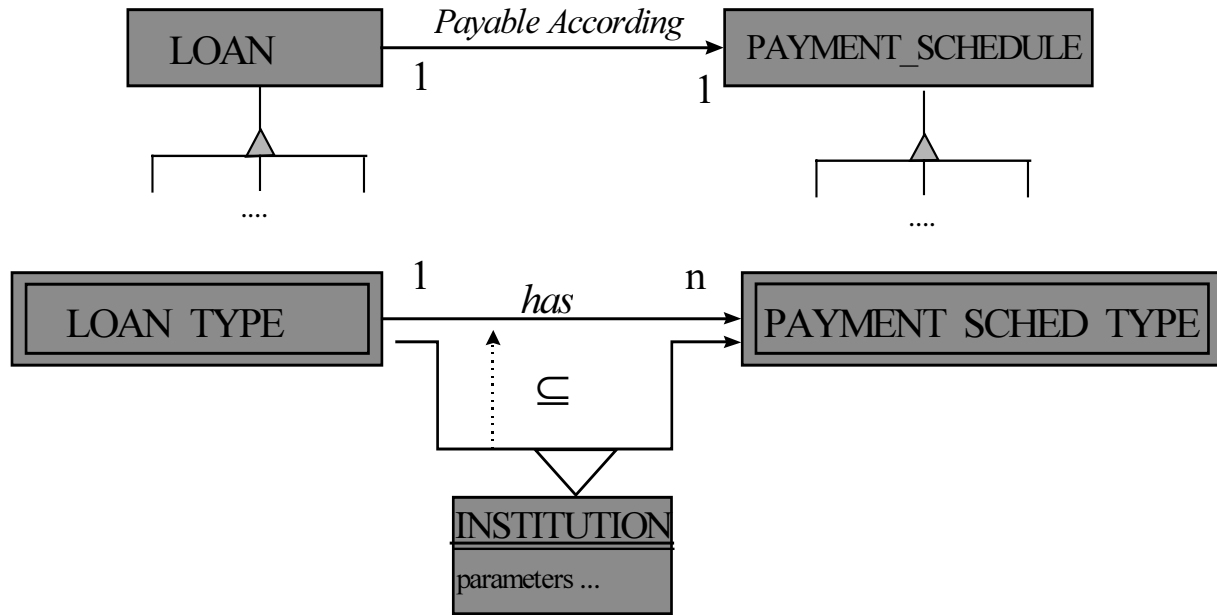 LOAN
Payable According
PAYMENT_SCHEDULE
1
1
....
....
1
n
has
LOAN TYPE
PAYMENT SCHED TYPE
⊆
INSTITUTION
parameters ...